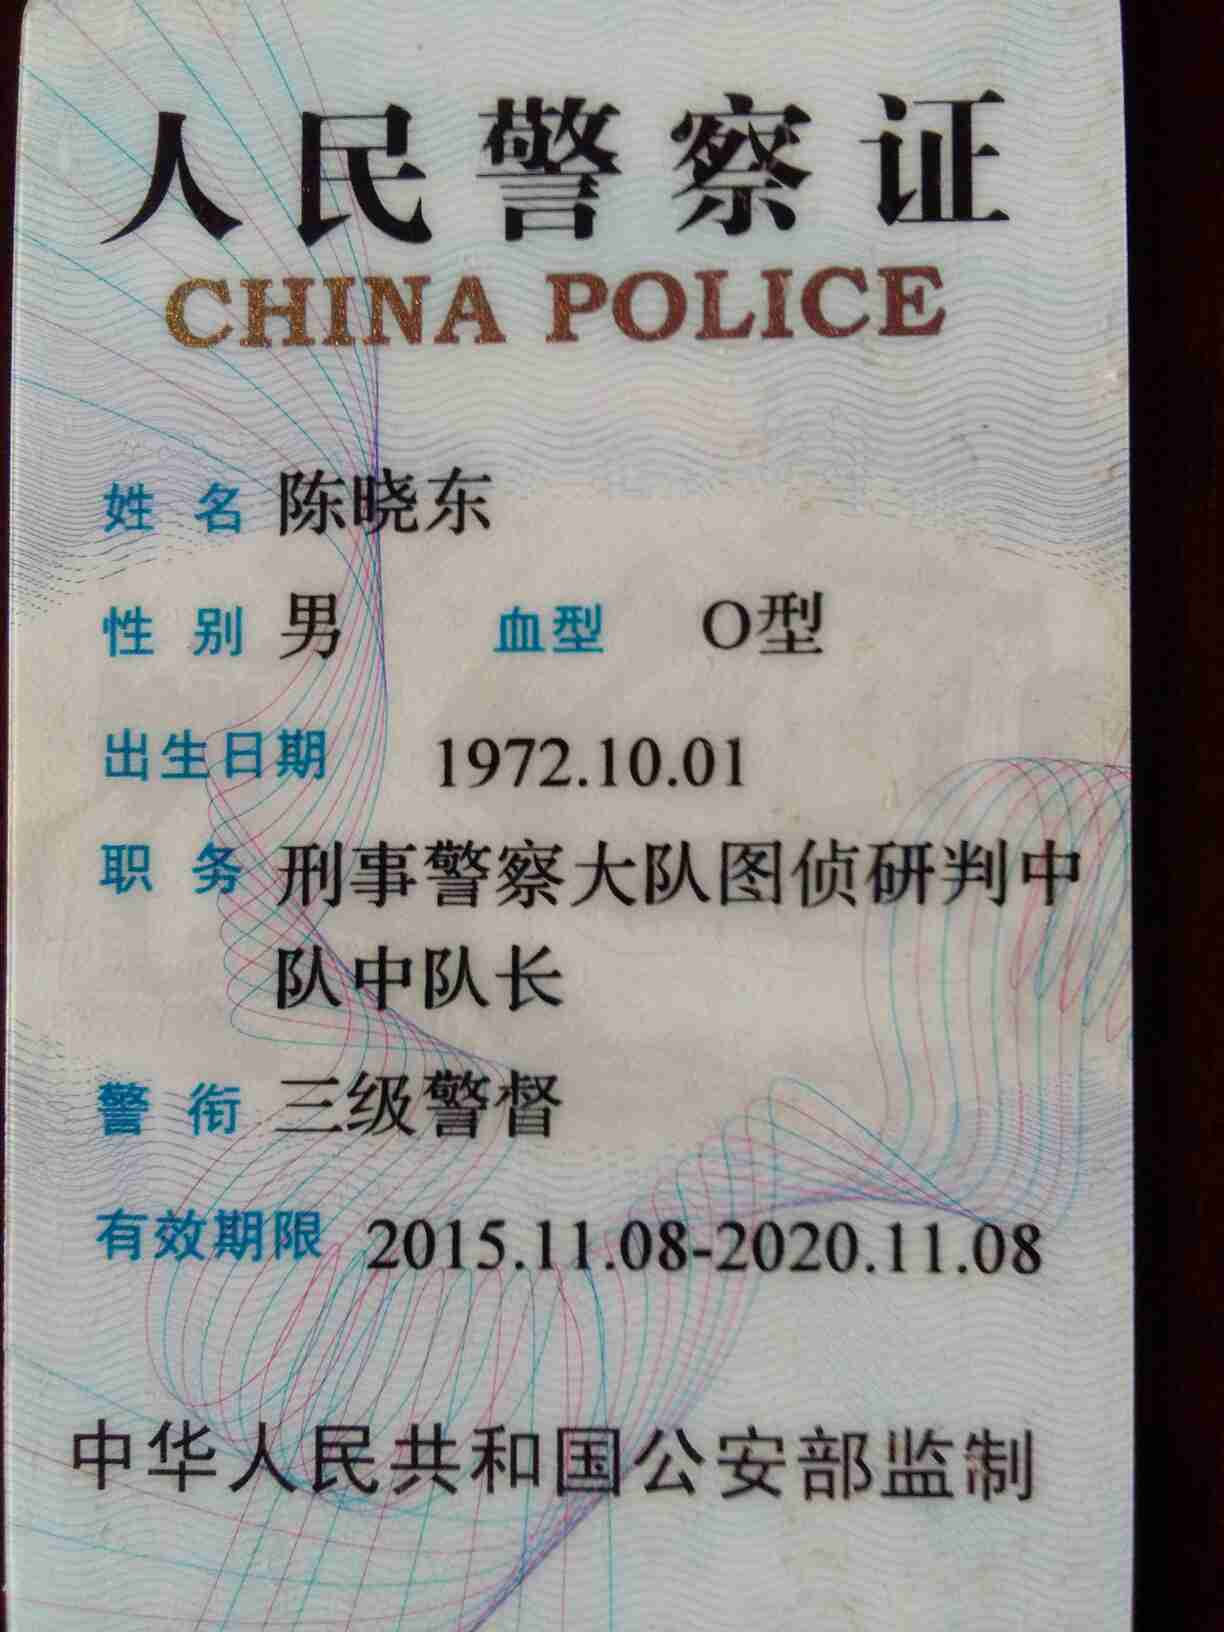 人民警察证
CHINA POLICE
姓 名 陈晓东
性 别 男 血型 O型
出生日期 1972.10.01
职 务 刑事警察大队图侦研判中
队中队长
警 衔 三级警督
有效期限 2015.11.08-2020.11.08
中华人民共和国公安部监制